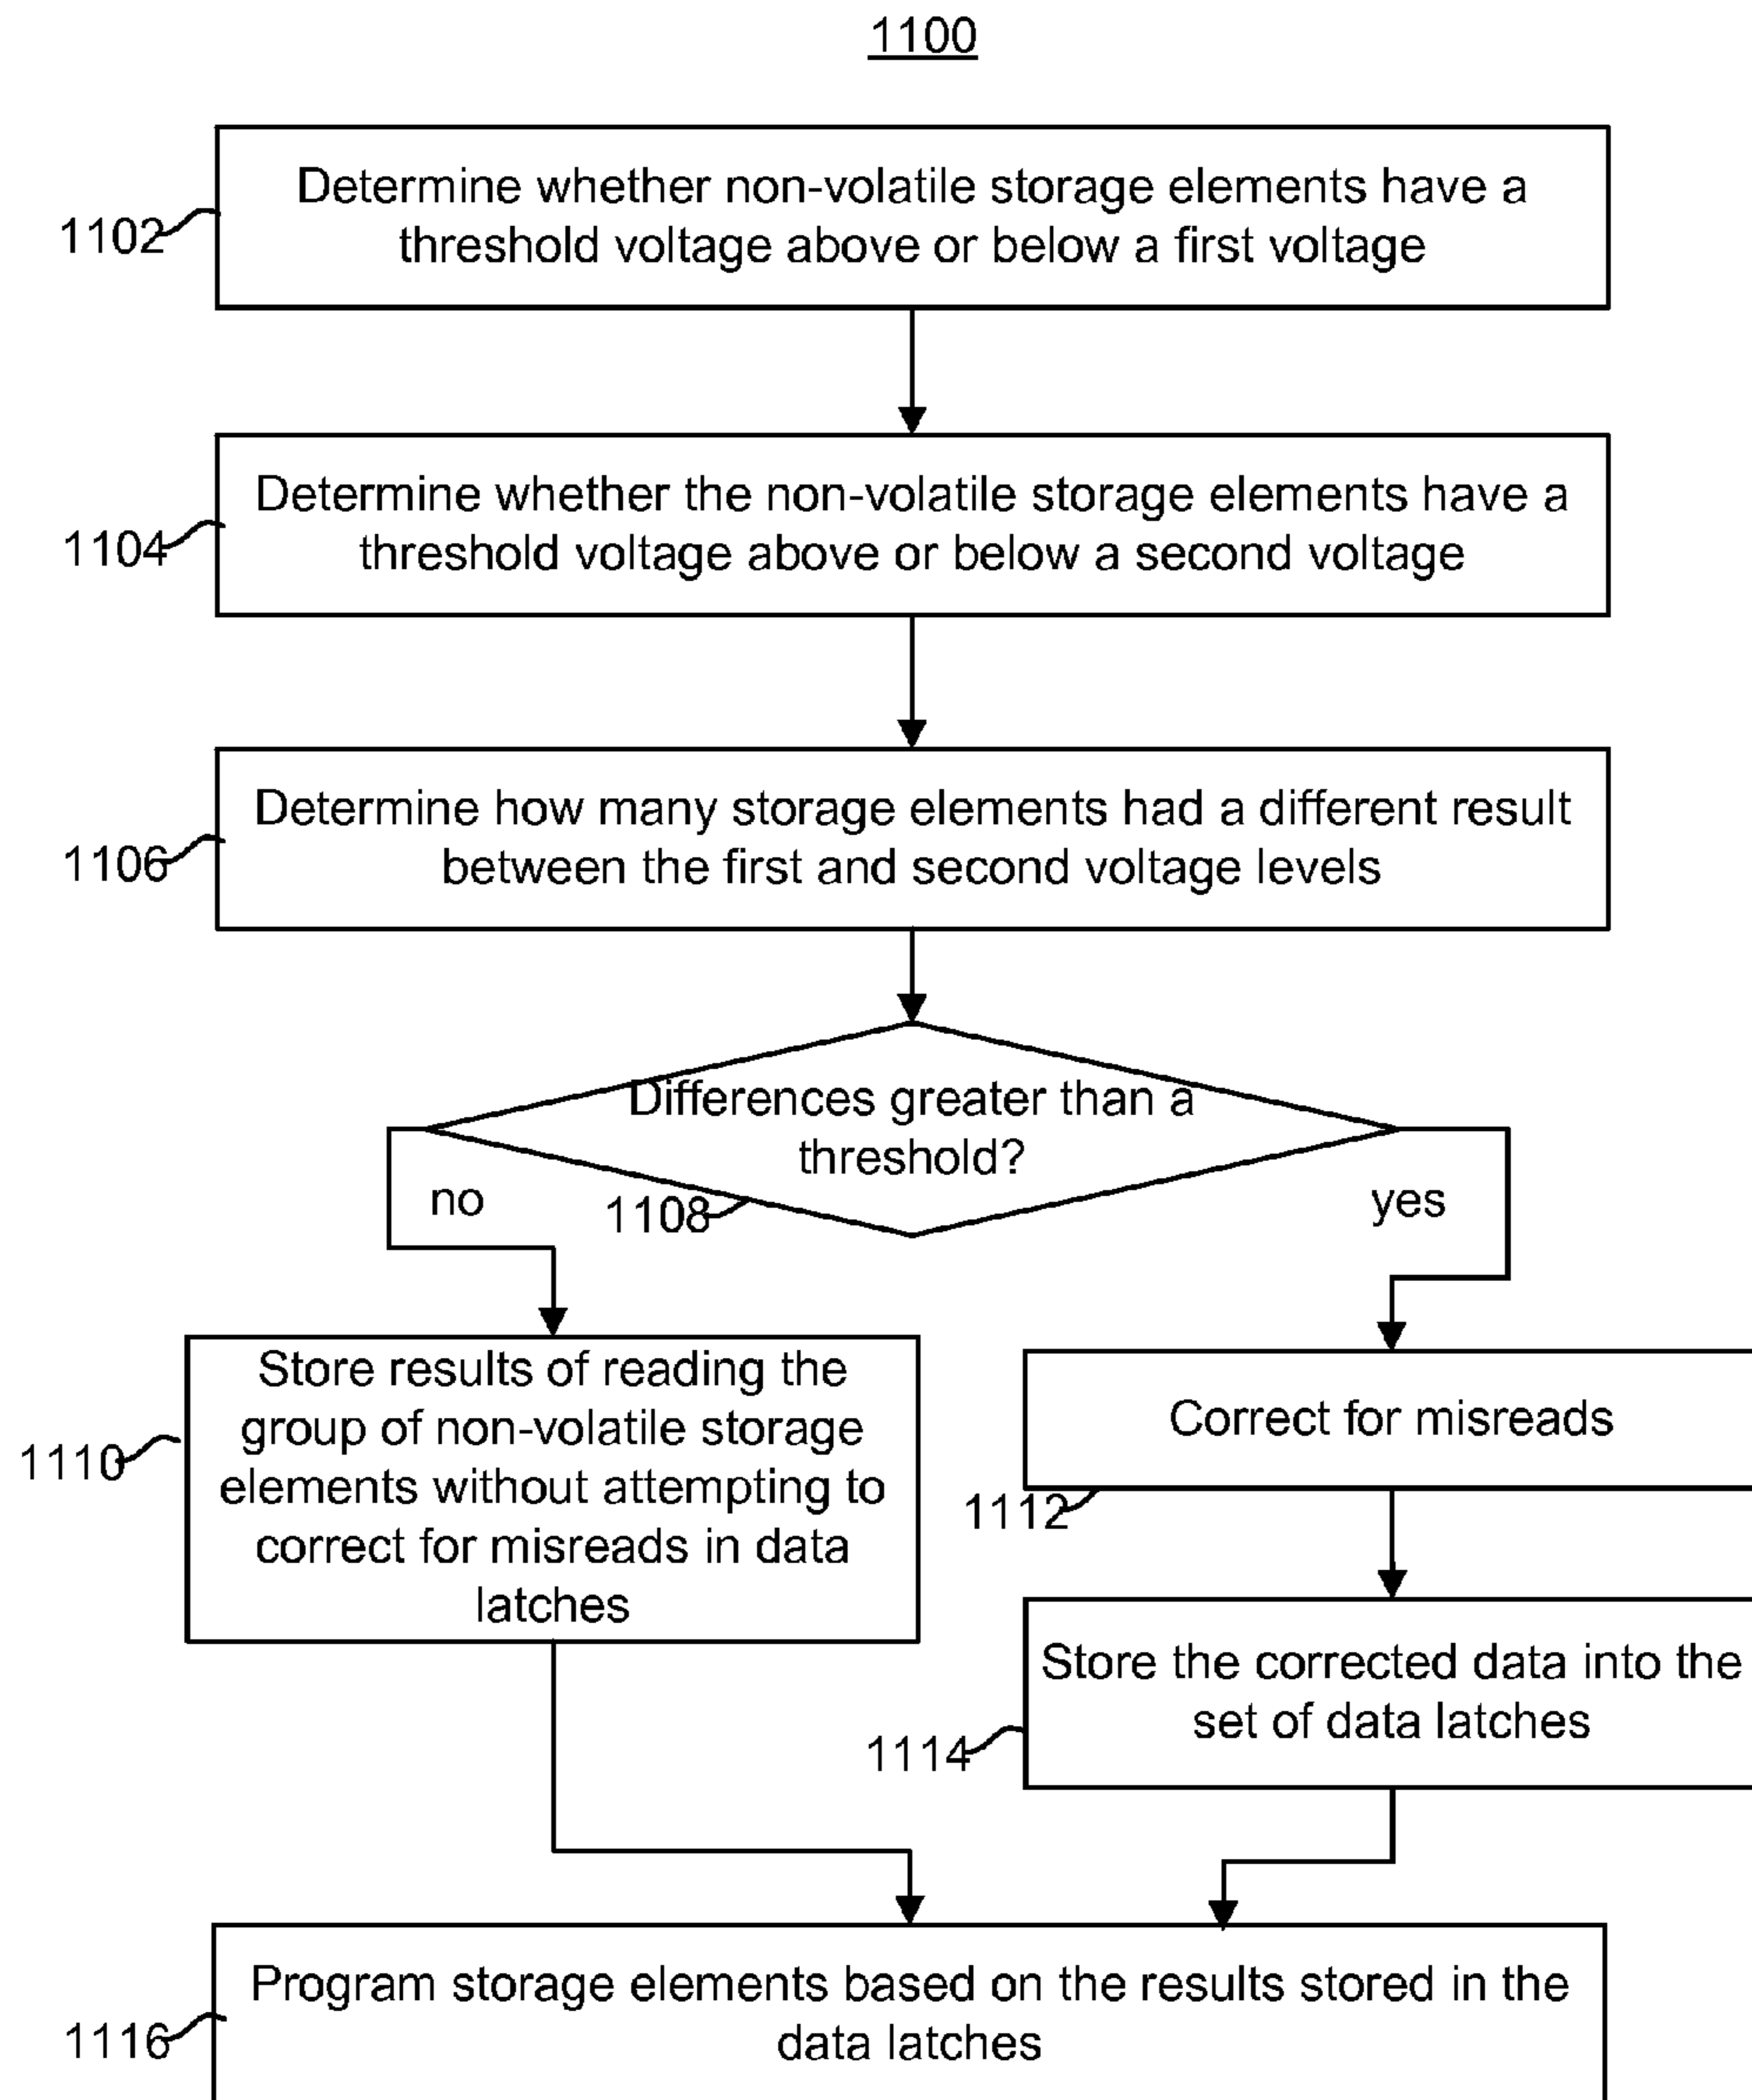 1100
Determine whether non-volatile storage elements have a
threshold voltage above or below a first voltage
1102
Determine whether the non-volatile storage elements have a
threshold voltage above or below a second voltage
1104
Determine how many storage elements had a different result
between the first and second voltage levels
1106
Differences greater than a
threshold?
no
1108
yes
Store results of reading the
group of non-volatile storage
elements without attempting to
correct for misreads in data
latches
1110
Correct for misreads
1112
Store the corrected data into the
set of data latches
1114
Program storage elements based on the results stored in the
data latches
1116